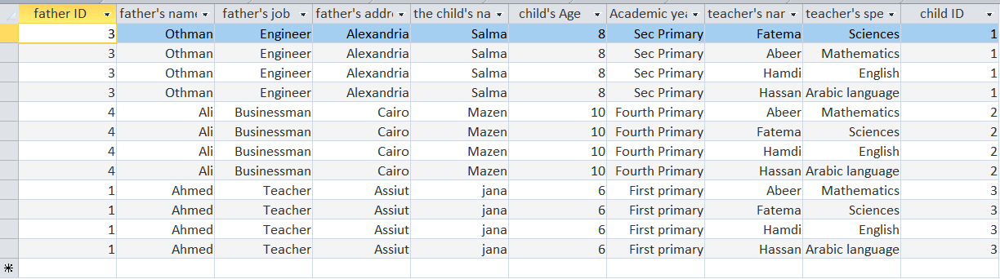 father ID father's name father's job father's addr the child's na child's Age Academic yea teacher's nar teacher's spe child ID
3 Othman Engineer Alexandria Salma 8 Sec Primary Fatema Sciences 1
3 Othman Engineer Alexandria Salma 8 Sec Primary Abeer Mathematics 1
3 Othman Engineer Alexandria Salma 8 Sec Primary Hamdi English 1
3 Othman Engineer Alexandria Salma 8 Sec Primary Hassan Arabic language 1
4 Ali Businessman Cairo Mazen 10 Fourth Primary Abeer Mathematics 2
4 Ali Businessman Cairo Mazen 10 Fourth Primary Fatema Sciences 2
4 Ali Businessman Cairo Mazen 10 Fourth Primary Hamdi English 2
4 Ali Businessman Cairo Mazen 10 Fourth Primary Hassan Arabic language 2
1 Ahmed Teacher Assiut jana 6 First primary Abeer Mathematics 3
1 Ahmed Teacher Assiut jana 6 First primary Fatema Sciences 3
1 Ahmed Teacher Assiut jana 6 First primary Hamdi English 3
1 Ahmed Teacher Assiut jana 6 First primary Hassan Arabic language 3